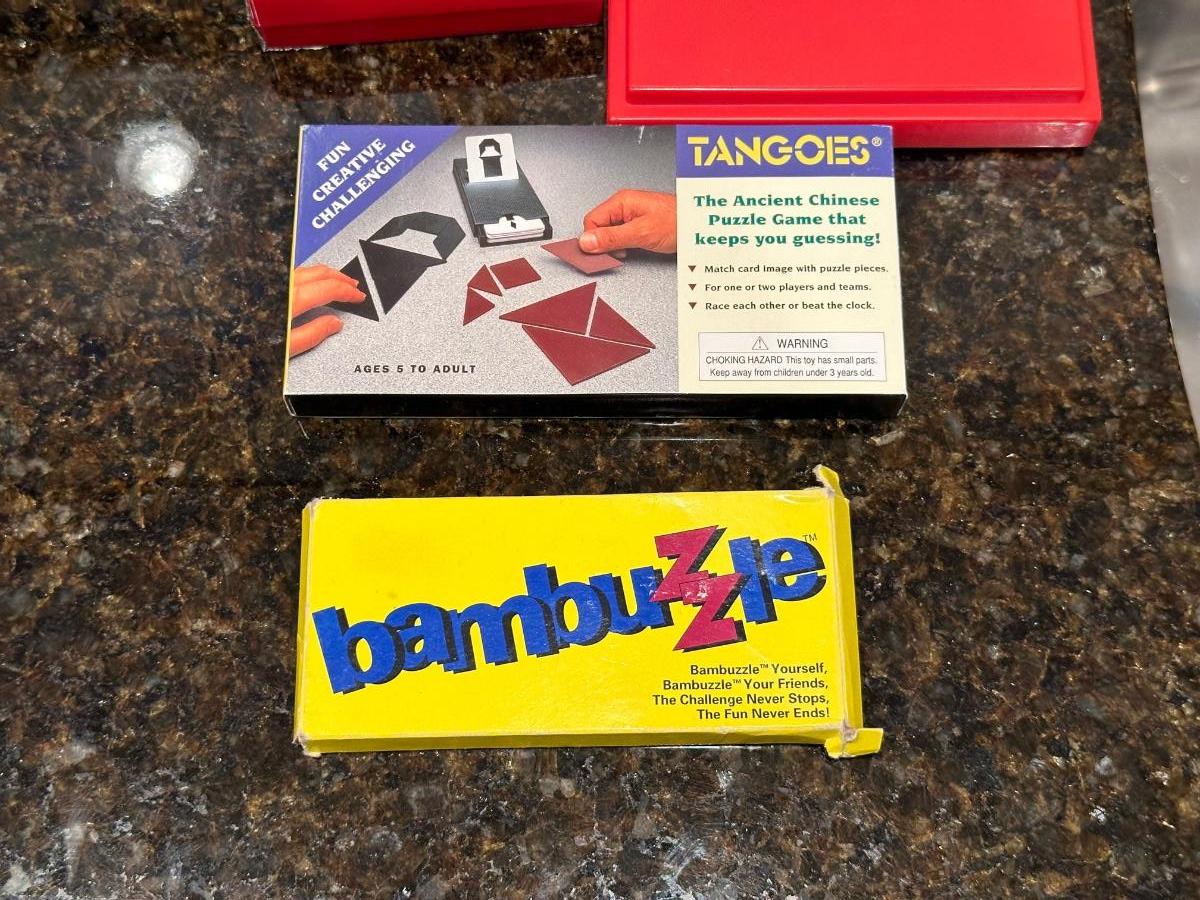 FUN
CREATIVE
CHALLENGING
TANGOES®
The Ancient Chinese
Puzzle Game that
keeps you guessing!
▼ Match card image with puzzle pieces.
▼ For one or two players and teams.
▼ Race each other or beat the clock.
⚠ WARNING
CHOKING HAZARD This toy has small parts.
Keep away from children under 3 years old.
AGES 5 TO ADULT
bambuzzle™
Bambuzzle™ Yourself,
Bambuzzle™ Your Friends,
The Challenge Never Stops,
The Fun Never Ends!